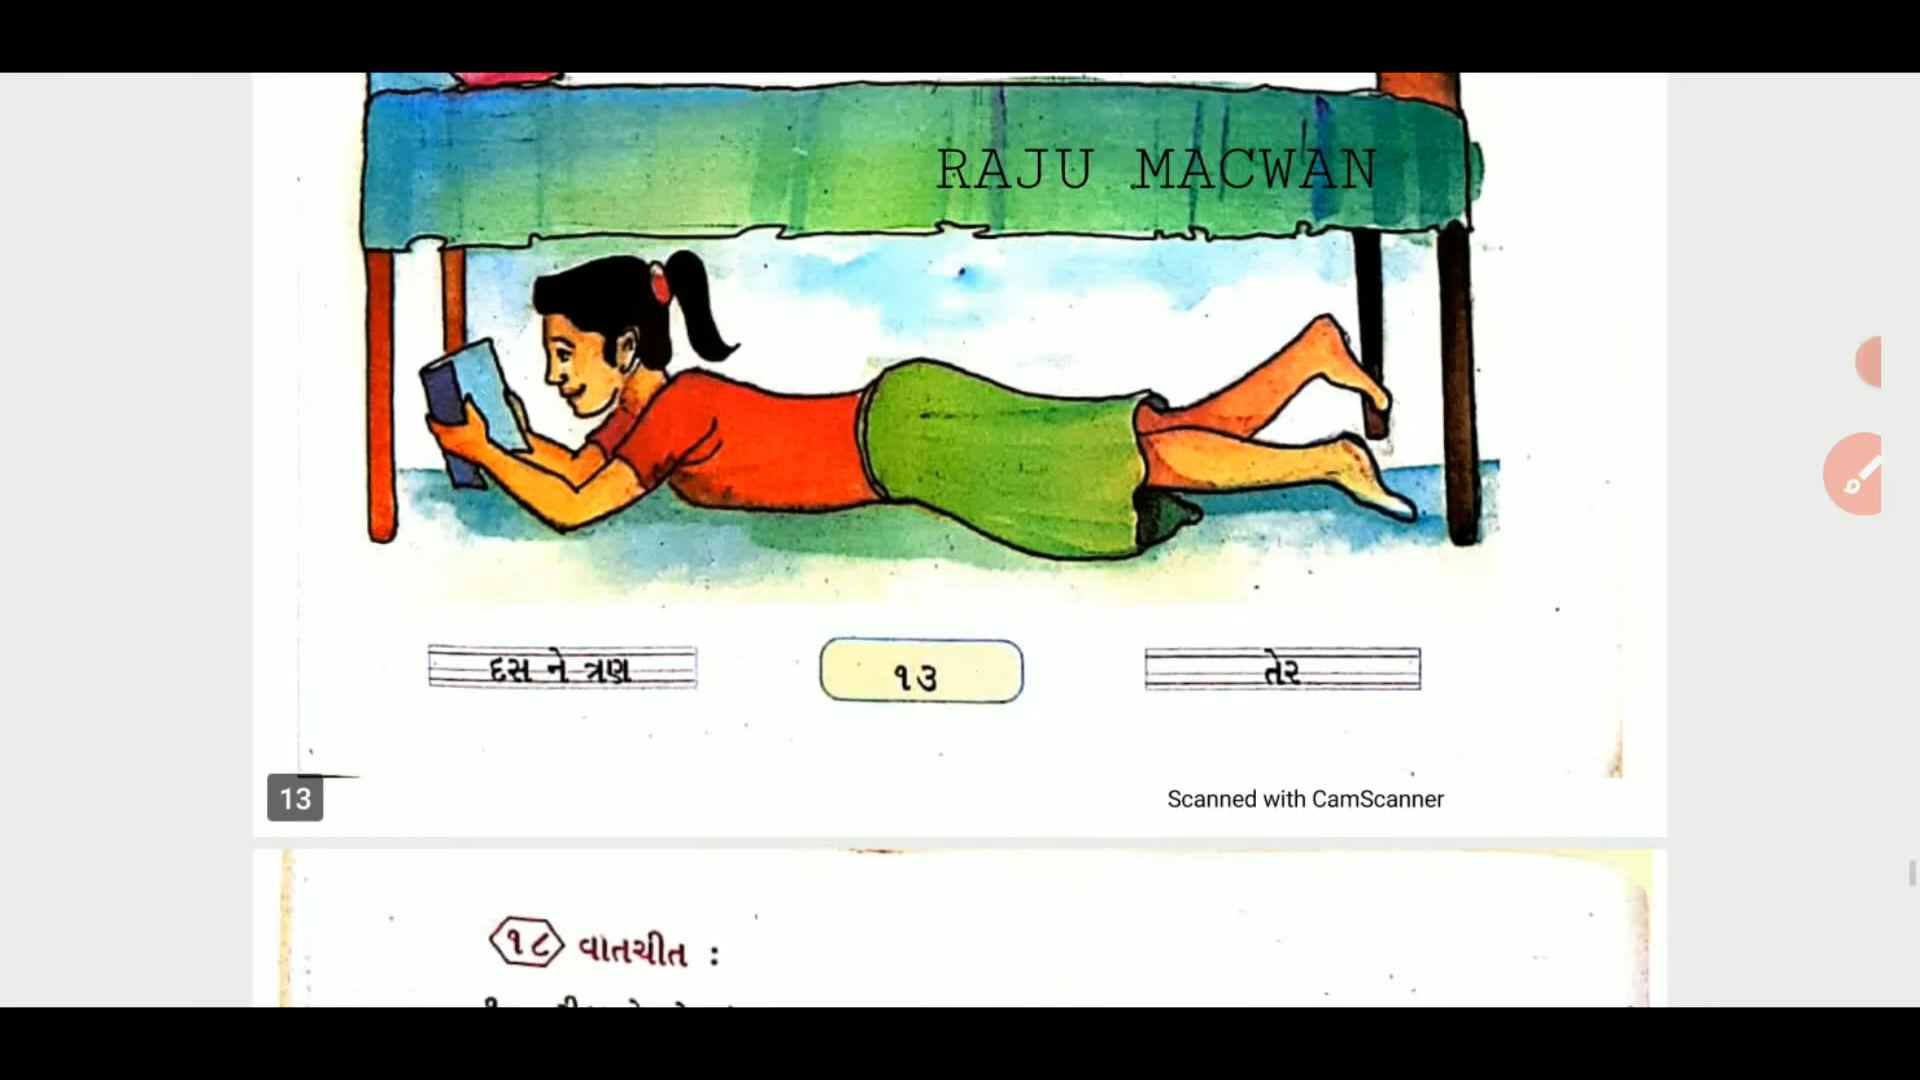 RAJU MACWAN
દસ ને ત્રણ
૧૩
તેર
13
Scanned with CamScanner
૧૮ વાતચીત :